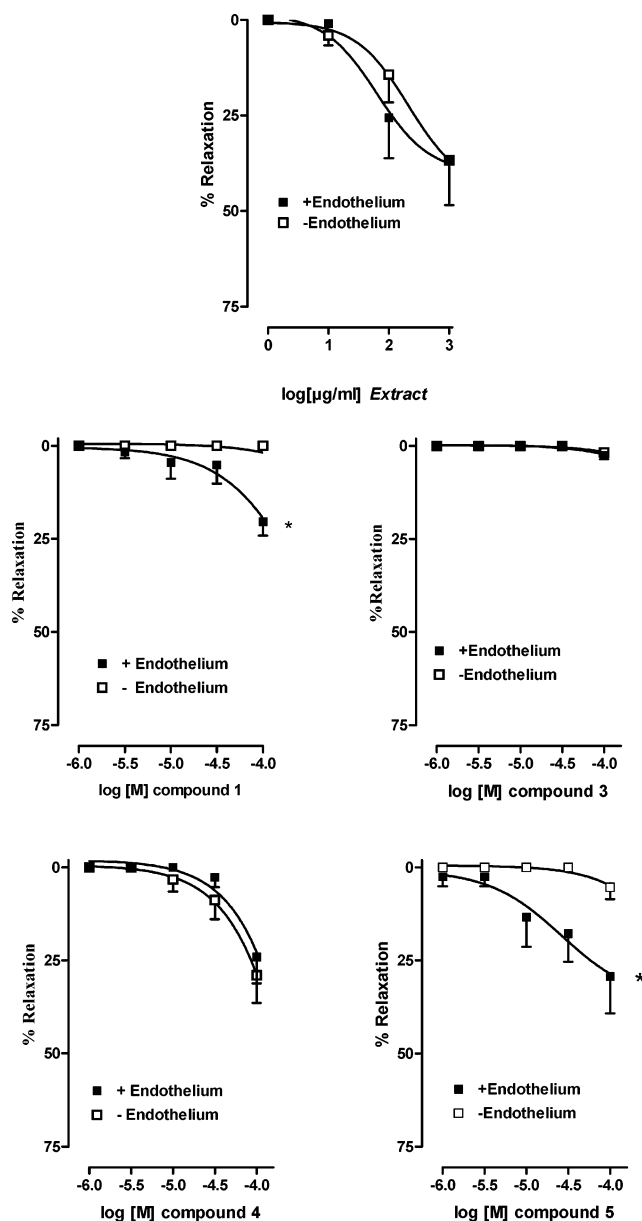 0
25
50
75
% Relaxation
+Endothelium
-Endothelium
0 1 2 3
log[µg/ml] Extract
0
25
50
75
% Relaxation
*
+ Endothelium
- Endothelium
-6.0 -5.5 -5.0 -4.5 -4.0
log [M] compound 1
0
25
50
75
%Relaxation
+Endothelium
-Endothelium
-6.0 -5.5 -5.0 -4.5 -4.0
log [M] compound 3
0
25
50
75
% Relaxation
+ Endothelium
- Endothelium
-6.0 -5.5 -5.0 -4.5 -4.0
log [M] compound 4
0
25
50
75
% Relaxation
*
+Endothelium
-Endothelium
-6.0 -5.5 -5.0 -4.5 -4.0
log [M] compound 5